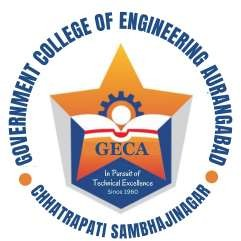 GOVERNMENT COLLEGE OF ENGINEERING AURANGABAD
GECA
In Pursuit of
Technical Excellence
Since 1960
CHHATRAPATI SAMBHAJINAGAR